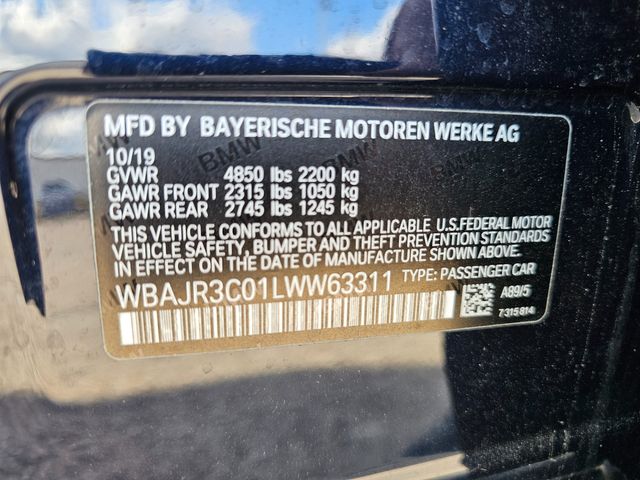 MFD BY BAYERISCHE MOTOREN WERKE AG
10/19
GVWR 4850 lbs 2200 kg
GAWR FRONT 2315 lbs 1050 kg
GAWR REAR 2745 lbs 1245 kg
THIS VEHICLE CONFORMS TO ALL APPLICABLE U.S.FEDERAL MOTOR
VEHICLE SAFETY, BUMPER AND THEFT PREVENTION STANDARDS
IN EFFECT ON THE DATE OF MANUFACTURE SHOWN ABOVE.
WBAJR3C01LWW63311 TYPE: PASSENGER CAR
A89/5
7315814